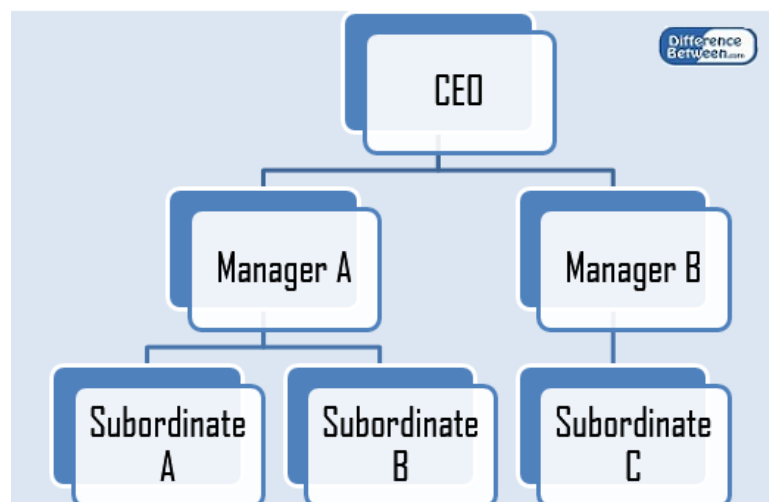 Difference
Between.com
CEO
Manager A
Manager B
Subordinate
A
Subordinate
B
Subordinate
C